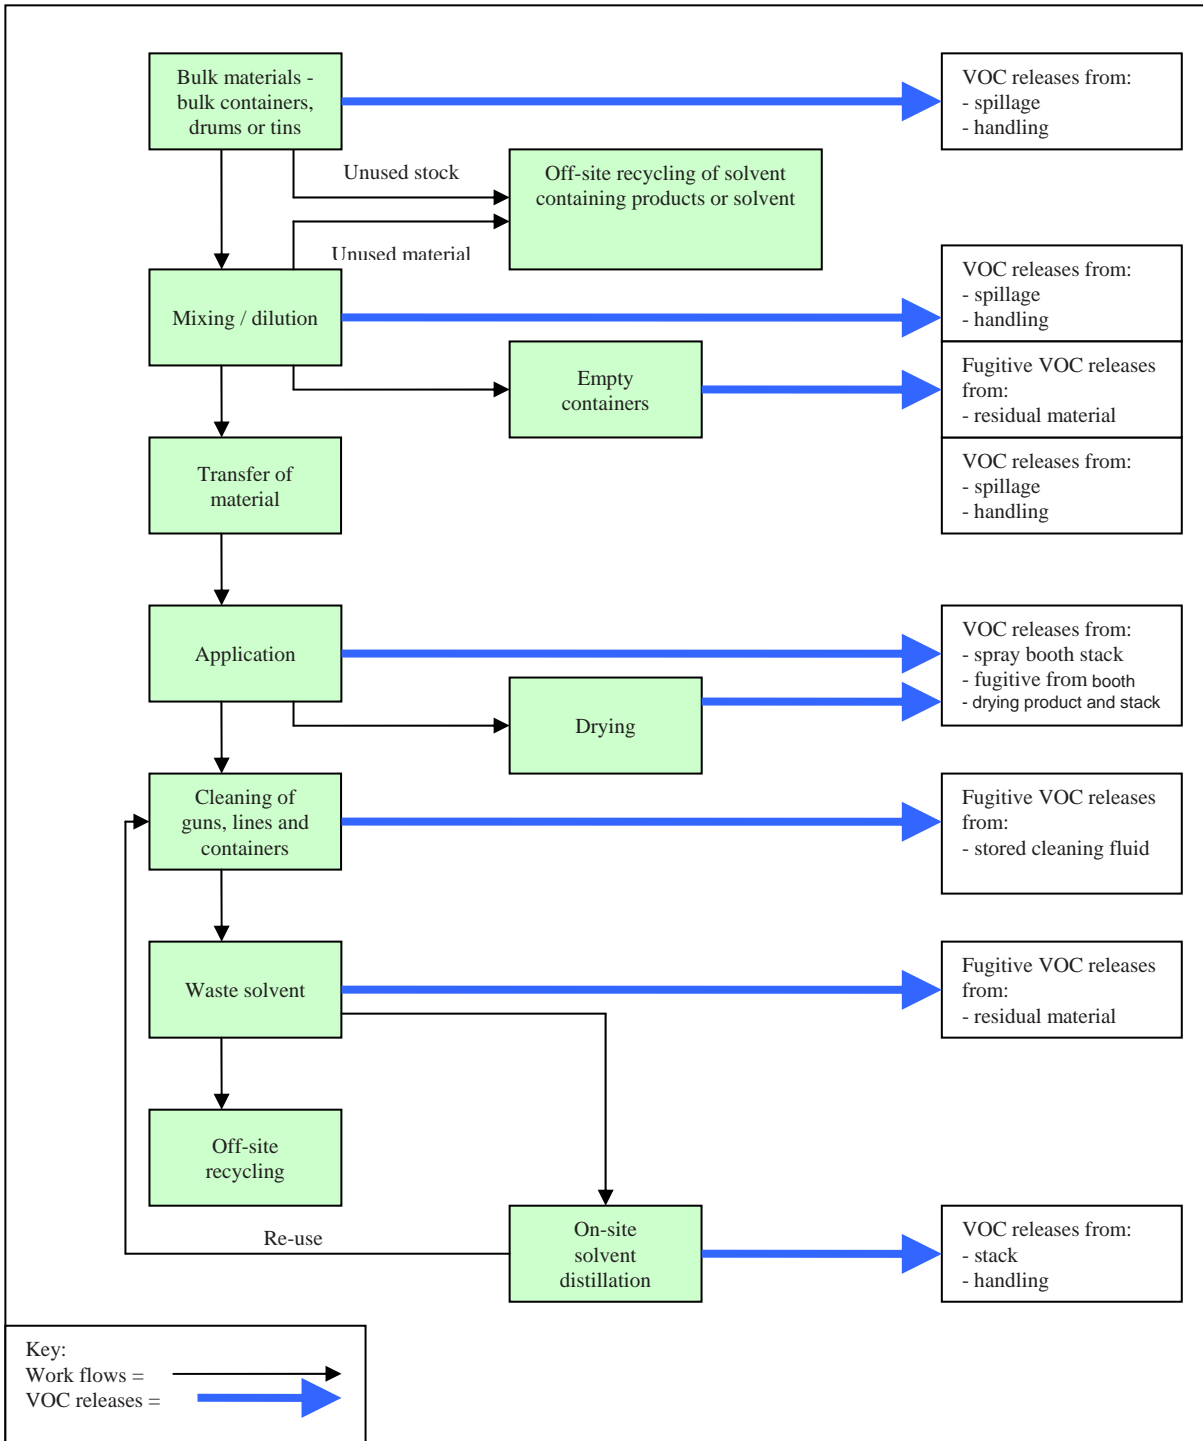 Bulk materials -
bulk containers,
drums or tins
VOC releases from:
- spillage
- handling
Unused stock
Off-site recycling of solvent
containing products or solvent
Unused material
Mixing / dilution
VOC releases from:
- spillage
- handling
Empty
containers
Fugitive VOC releases
from:
- residual material
Transfer of
material
VOC releases from:
- spillage
- handling
Application
VOC releases from:
- spray booth stack
- fugitive from booth
- drying product and stack
Drying
Cleaning of
guns, lines and
containers
Fugitive VOC releases
from:
- stored cleaning fluid
Waste solvent
Fugitive VOC releases
from:
- residual material
Off-site
recycling
Re-use
On-site
solvent
distillation
VOC releases from:
- stack
- handling
Key:
Work flows =
VOC releases =